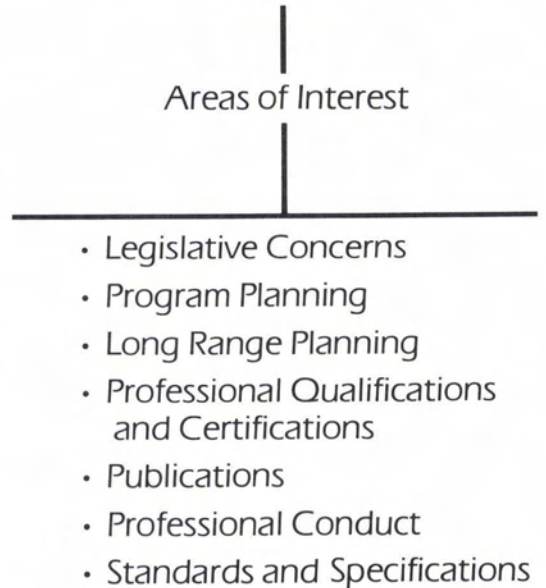 Areas of Interest
• Legislative Concerns
• Program Planning
• Long Range Planning
• Professional Qualifications
and Certifications
• Publications
• Professional Conduct
• Standards and Specifications